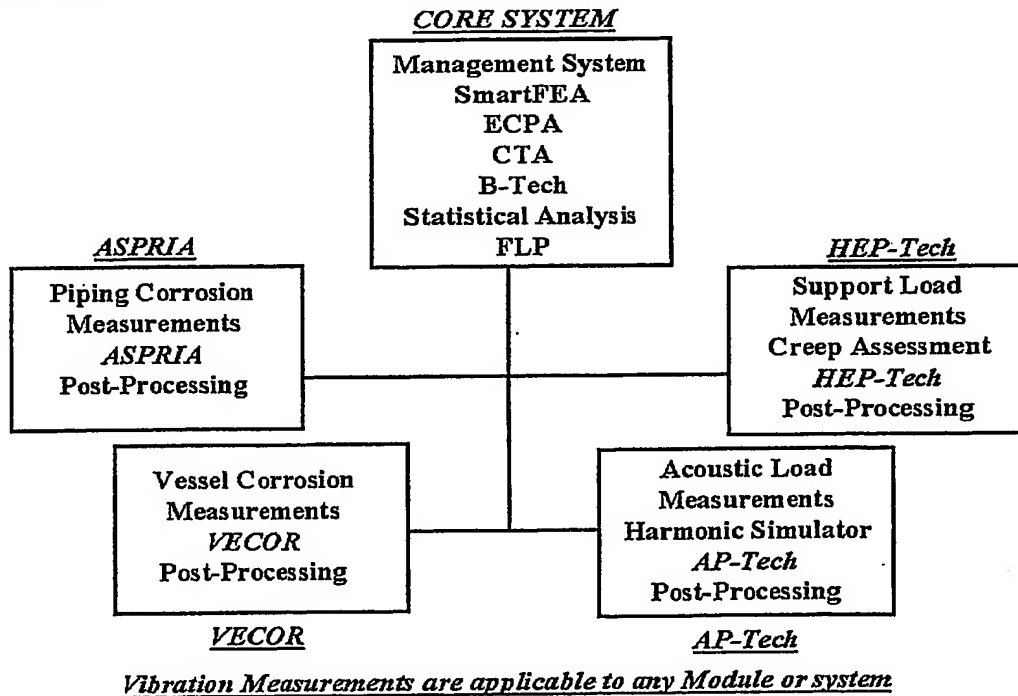 CORE SYSTEM
Management System
SmartFEA
ECPA
CTA
B-Tech
Statistical Analysis
FLP
ASPRIA
Piping Corrosion
Measurements
ASPRIA
Post-Processing
HEP-Tech
Support Load
Measurements
Creep Assessment
HEP-Tech
Post-Processing
Vessel Corrosion
Measurements
VECOR
Post-Processing
VECOR
Acoustic Load
Measurements
Harmonic Simulator
AP-Tech
Post-Processing
AP-Tech
Vibration Measurements are applicable to any Module or system